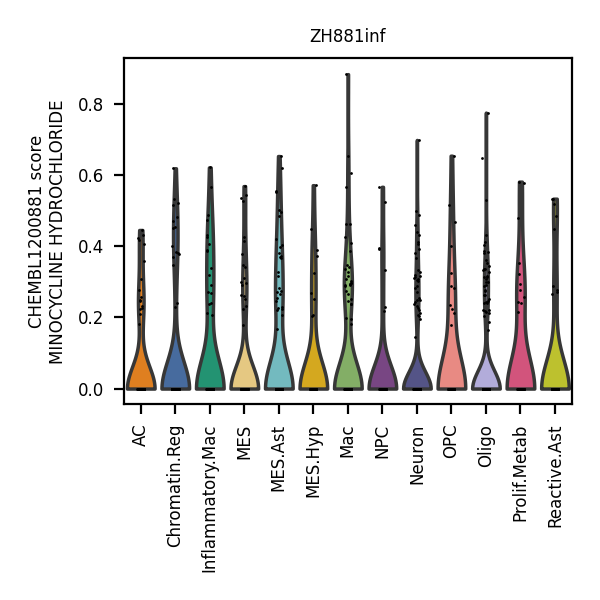 ZH881inf
CHEMBL1200881 score
MINOCYCLINE HYDROCHLORIDE
0.8
0.6
0.4
0.2
0.0
AC
Chromatin.Reg
Inflammatory.Mac
MES
MES.Ast
MES.Hyp
Mac
NPC
Neuron
OPC
Oligo
Prolif.Metab
Reactive.Ast